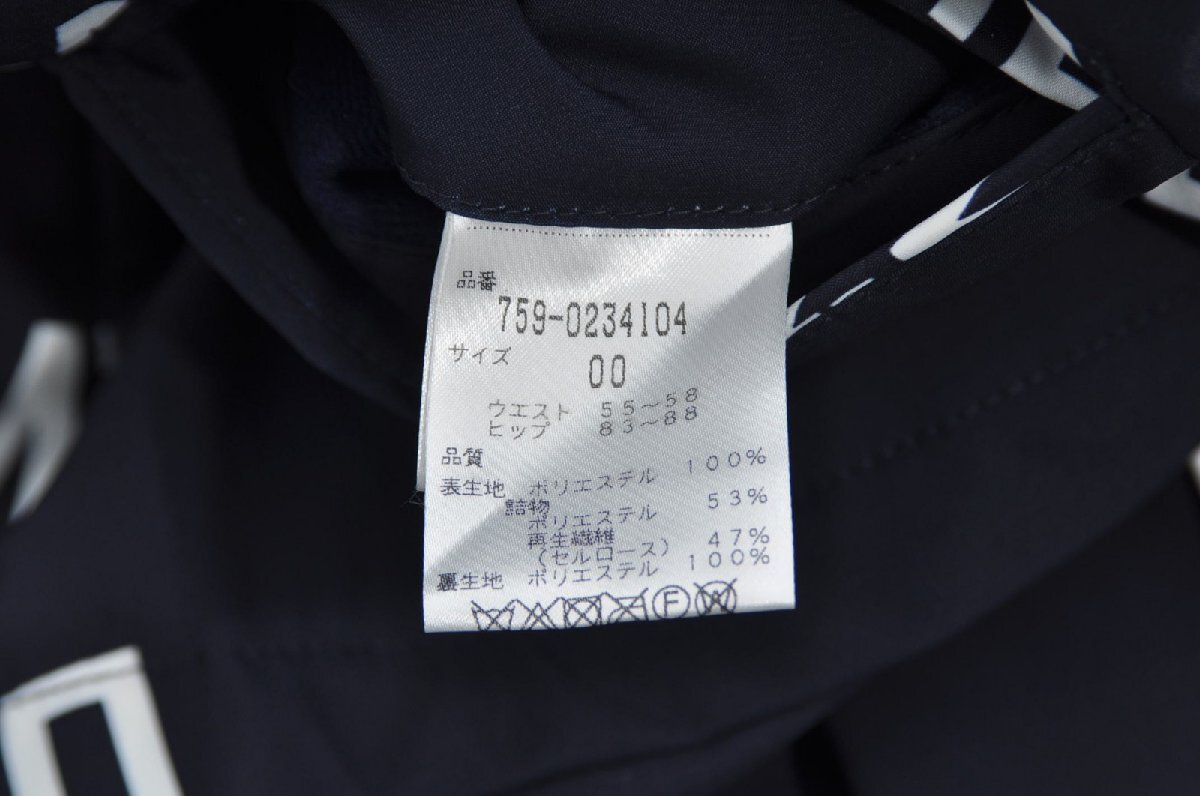 品番
759-0234104
サイズ
00
ウエスト 55～58
ヒップ 83～88
品質
表生地 ポリエステル 100%
詰物
ポリエステル 53%
再生繊維
(セルロース) 47%
裏生地 ポリエステル 100%
F W